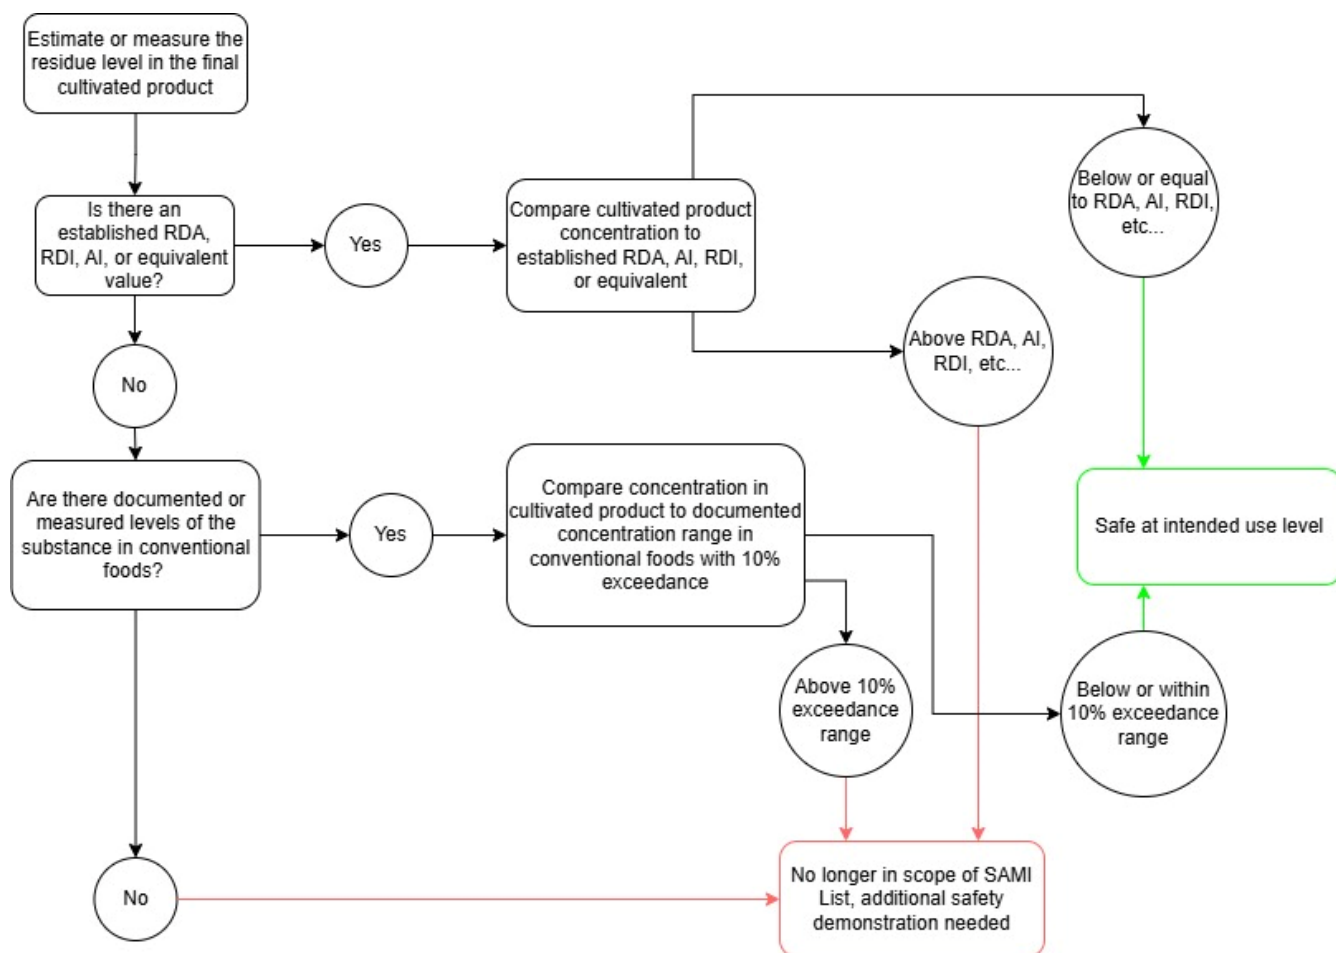 Estimate or measure the
residue level in the final
cultivated product
Is there an
established RDA,
RDI, AI, or equivalent
value?
Yes
Compare cultivated product
concentration to
established RDA, AI, RDI,
or equivalent
Below or equal
to RDA, AI, RDI,
etc...
Above RDA, AI,
RDI, etc...
No
Are there documented or
measured levels of the
substance in conventional
foods?
Yes
Compare concentration in
cultivated product to documented
concentration range in
conventional foods with 10%
exceedance
Safe at intended use level
Above 10%
exceedance
range
Below or within
10% exceedance
range
No
No longer in scope of SAMI
List, additional safety
demonstration needed